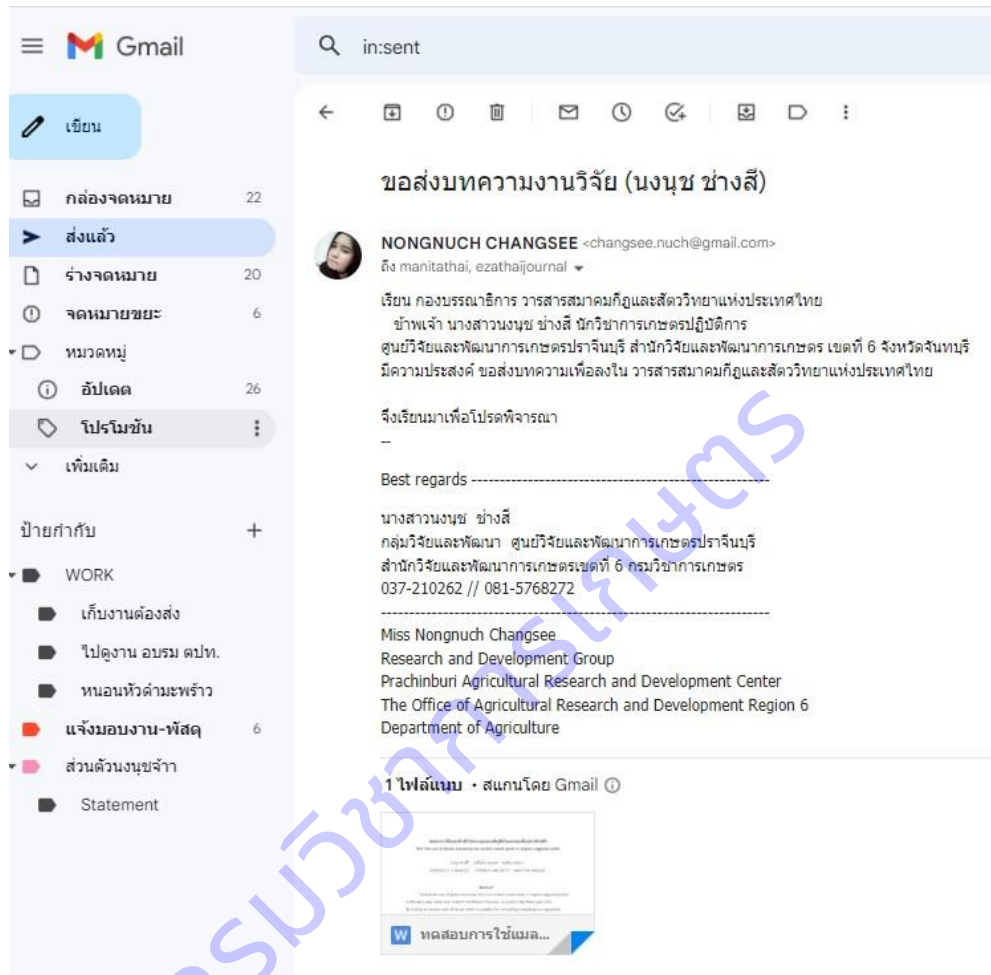 Gmail
in:sent
เขียน
กล่องจดหมาย 22
ส่งแล้ว
ร่างจดหมาย 20
จดหมายขยะ 6
หมวดหมู่
อัปเดต 26
โปรโมชัน
เพิ่มเติม
ป้ายกำกับ
WORK
เก็บงานต้องส่ง
ไปดูงาน อบรม ตปท.
หนอนหัวดำมะพร้าว
แจ้งมอบงาน-พัสดุ 6
ส่วนตัวนงนุชจ้าา
Statement
ขอส่งบทความงานวิจัย (นงนุช ช่างสี)
NONGNUCH CHANGSEE <changsee.nuch@gmail.com>
ถึง manitathai, ezathaijournal
เรียน กองบรรณาธิการ วารสารสมาคมกีฏและสัตววิทยาแห่งประเทศไทย
ข้าพเจ้า นางสาวนงนุช ช่างสี นักวิชาการเกษตรปฏิบัติการ
ศูนย์วิจัยและพัฒนาการเกษตรปราจีนบุรี สำนักวิจัยและพัฒนาการเกษตร เขตที่ 6 จังหวัดจันทบุรี
มีความประสงค์ ขอส่งบทความเพื่อลงใน วารสารสมาคมกีฏและสัตววิทยาแห่งประเทศไทย
จึงเรียนมาเพื่อโปรดพิจารณา
--
Best regards -------------------------------------------------------
นางสาวนงนุช ช่างสี
กลุ่มวิจัยและพัฒนา ศูนย์วิจัยและพัฒนาการเกษตรปราจีนบุรี
สำนักวิจัยและพัฒนาการเกษตรเขตที่ 6 กรมวิชาการเกษตร
037-210262 // 081-5768272
-----------------------------------------------------------------------
Miss Nongnuch Changsee
Research and Development Group
Prachinburi Agricultural Research and Development Center
The Office of Agricultural Research and Development Region 6
Department of Agriculture
1 ไฟล์แนบ • สแกนโดย Gmail
W ทดสอบการใช้แมล...
กรมวิชาการเกษตร